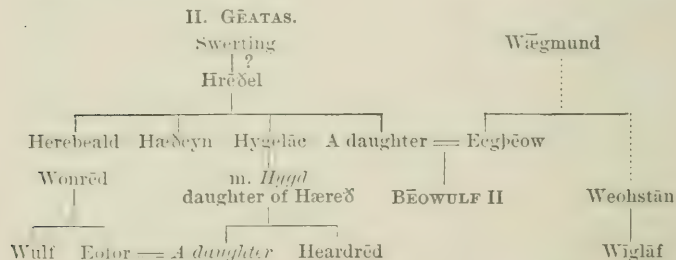 II. GĒATAS.
Swerting Wǣgmund
?
Hrēðel
Herebeald Hæðcyn Hygelāc A daughter = Ecgþēow
Wonrēd m. Hygd
daughter of Hæreð BĒOWULF II Weohstān
Wulf Eofor = A daughter Heardrēd Wīglāf